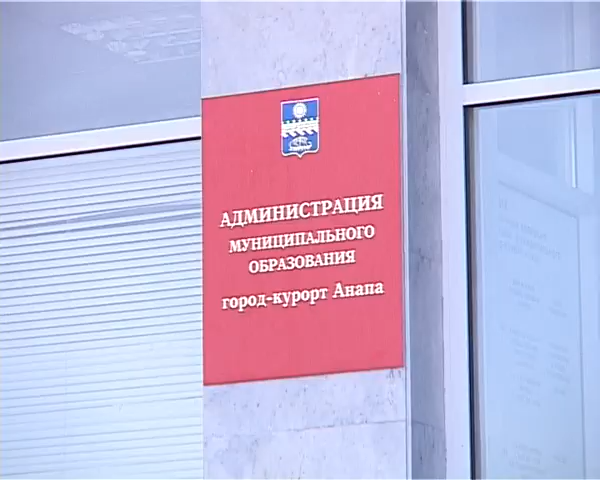 АДМИНИСТРАЦИЯ
МУНИЦИПАЛЬНОГО
ОБРАЗОВАНИЯ
город-курорт Анапа